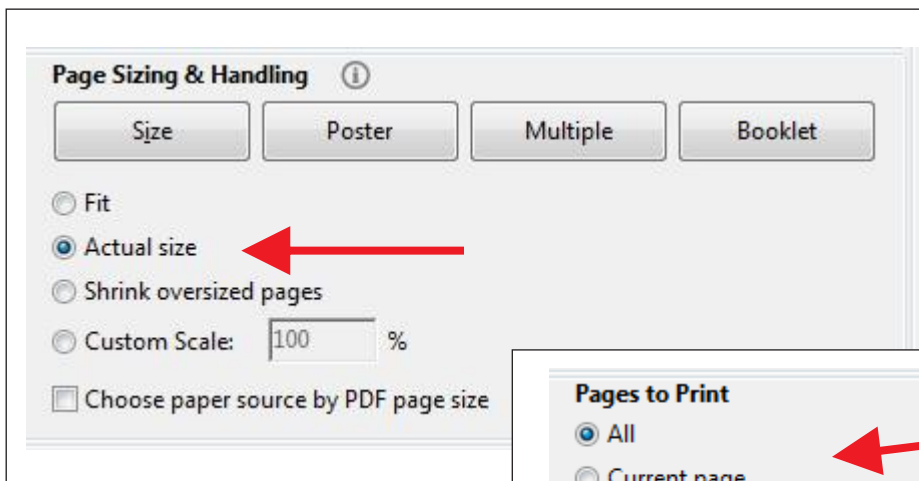 Page Sizing & Handling
Size Poster Multiple Booklet
Fit
Actual size
Shrink oversized pages
Custom Scale: 100 %
Choose paper source by PDF page size
Pages to Print
All
Current page